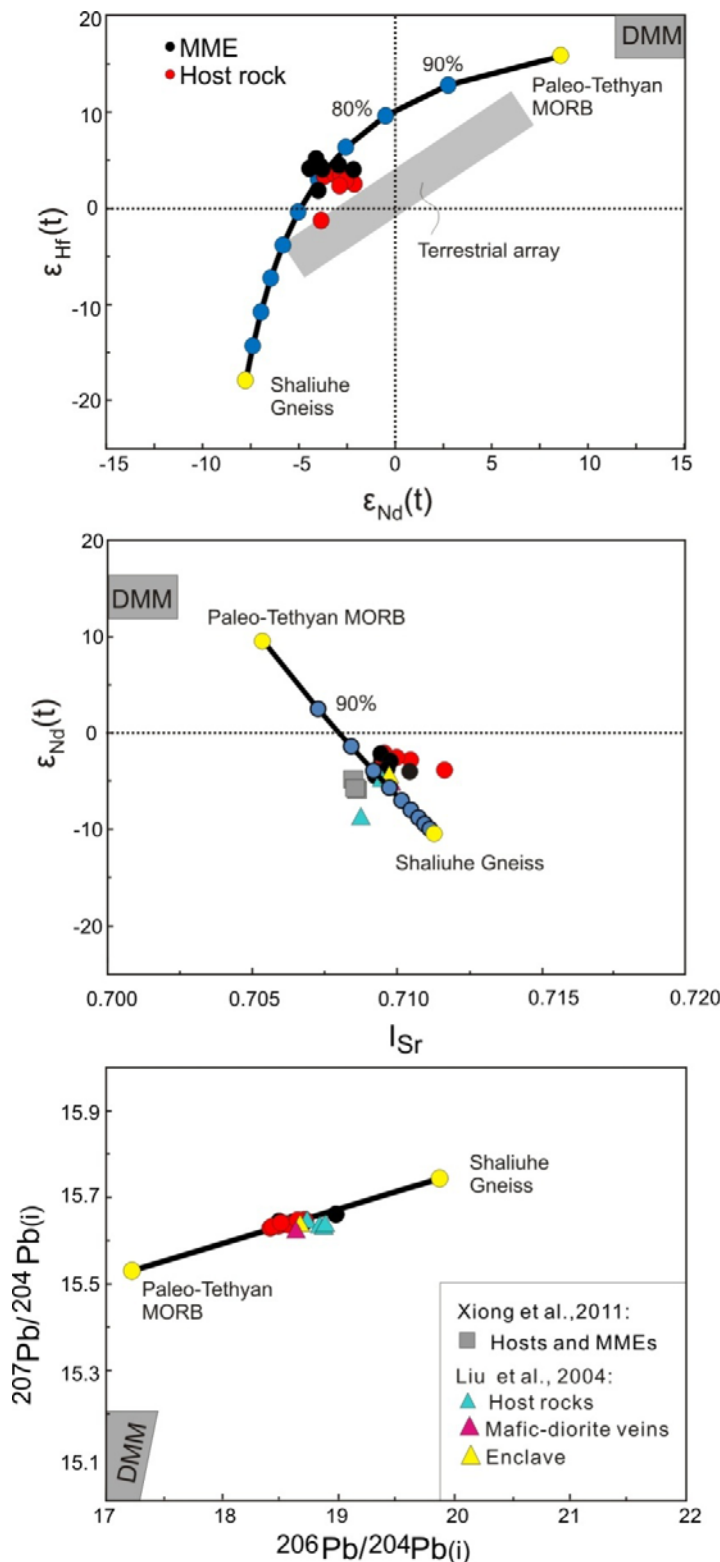 20
DMM
MME
Host rock
90%
80%
Paleo-Tethyan
MORB
10
0
-10
-20
Terrestrial array
Shaliuhe
Gneiss
εHf(t)
-15 -10 -5 0 5 10 15
εNd(t)
20
DMM
Paleo-Tethyan MORB
10
90%
0
-10
-20
Shaliuhe Gneiss
εNd(t)
0.700 0.705 0.710 0.715 0.720
ISr
15.9
15.7
15.5
15.3
15.1
Shaliuhe
Gneiss
Paleo-Tethyan
MORB
DMM
207Pb/204Pb(i)
Xiong et al.,2011:
Hosts and MMEs
Liu et al., 2004:
Host rocks
Mafic-diorite veins
Enclave
17 18 19 20 21 22
206Pb/204Pb(i)